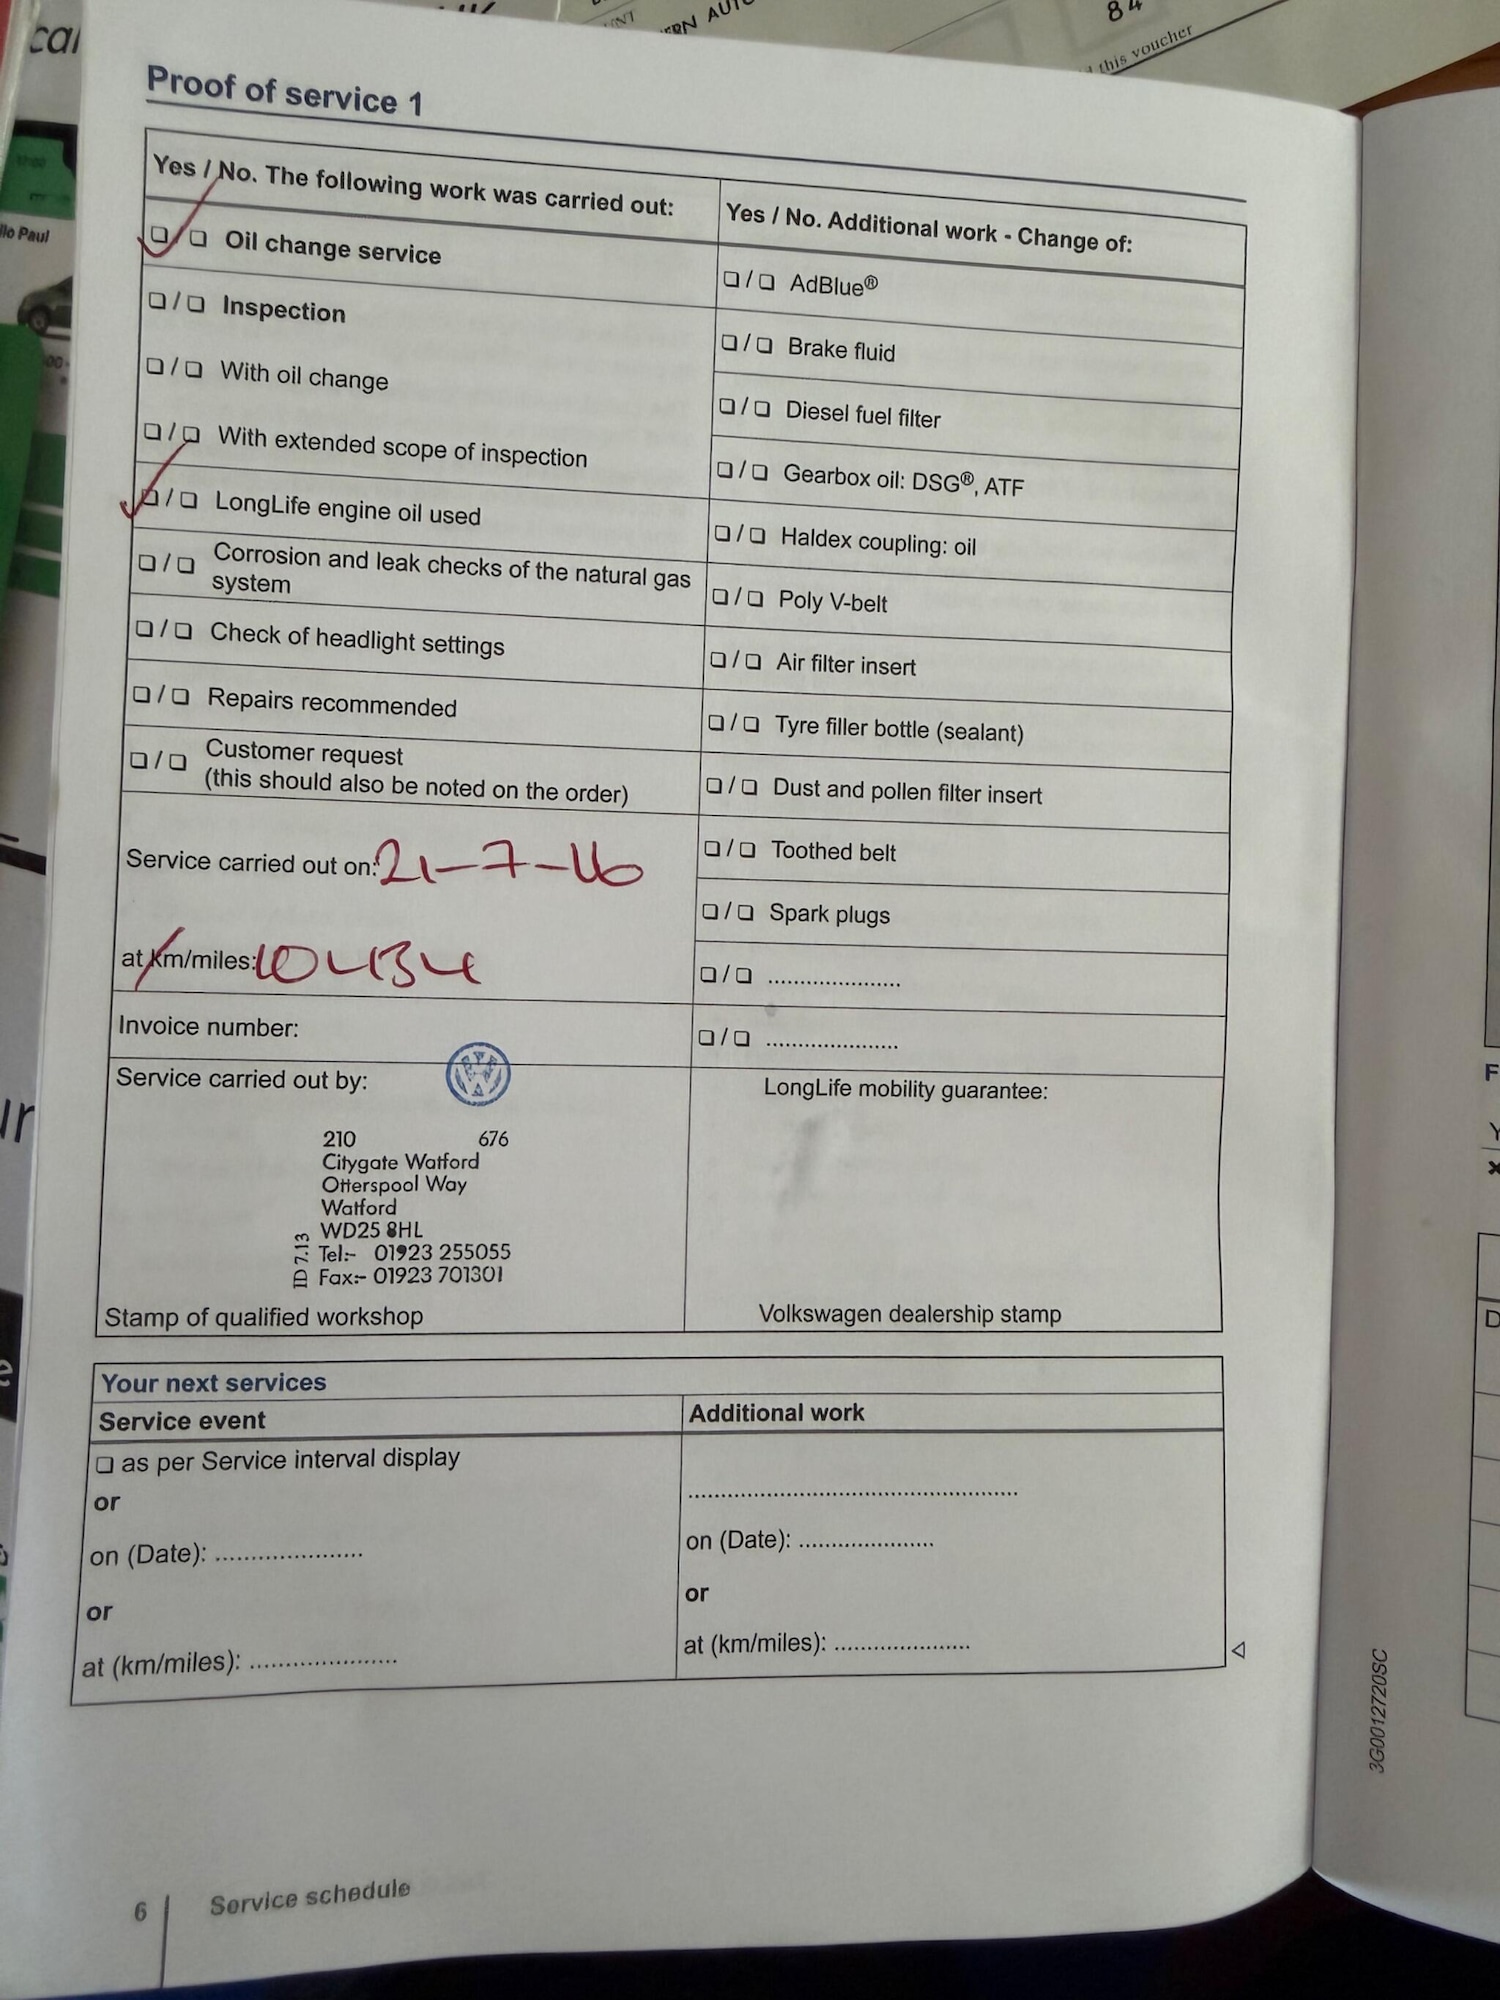 84
this voucher
Proof of service 1
Yes / No. The following work was carried out:
☐ / ☐ Oil change service
☐ / ☐ Inspection
☐ / ☐ With oil change
☐ / ☐ With extended scope of inspection
☐ / ☐ LongLife engine oil used
☐ / ☐ Corrosion and leak checks of the natural gas
system
☐ / ☐ Check of headlight settings
☐ / ☐ Repairs recommended
☐ / ☐ Customer request
(this should also be noted on the order)
Service carried out on: 21-7-16
at km/miles: 10434
Invoice number:
Service carried out by:
210 676
Citygate Watford
Otterspool Way
Watford
WD25 8HL
Tel:- 01923 255055
Fax:- 01923 701301
ID 7.13
Stamp of qualified workshop
Yes / No. Additional work - Change of:
☐ / ☐ AdBlue®
☐ / ☐ Brake fluid
☐ / ☐ Diesel fuel filter
☐ / ☐ Gearbox oil: DSG®, ATF
☐ / ☐ Haldex coupling: oil
☐ / ☐ Poly V-belt
☐ / ☐ Air filter insert
☐ / ☐ Tyre filler bottle (sealant)
☐ / ☐ Dust and pollen filter insert
☐ / ☐ Toothed belt
☐ / ☐ Spark plugs
☐ / ☐ ......................
☐ / ☐ ......................
LongLife mobility guarantee:
Volkswagen dealership stamp
Your next services
Service event
☐ as per Service interval display
or
on (Date): ......................
or
at (km/miles): ......................
Additional work
..................................................
on (Date): ......................
or
at (km/miles): ......................
6 Service schedule
3G0012720SC